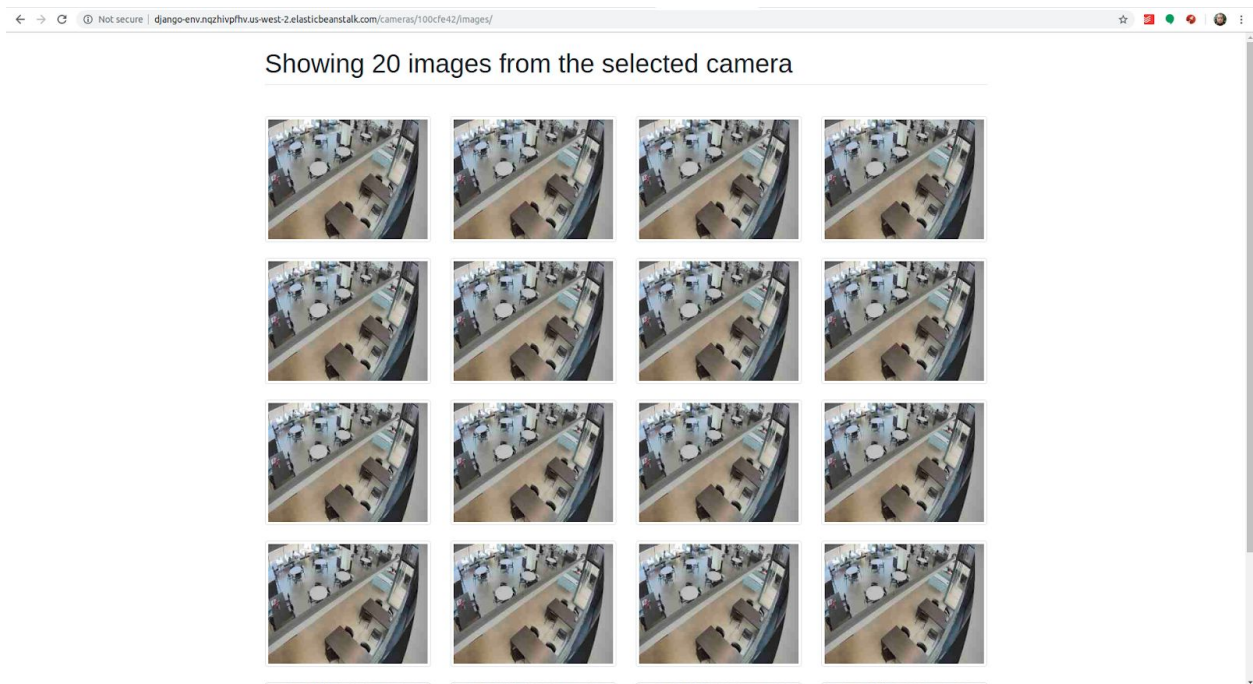 Not secure | django-env.nqzhivpfhv.us-west-2.elasticbeanstalk.com/cameras/100cfe42/images/
Showing 20 images from the selected camera